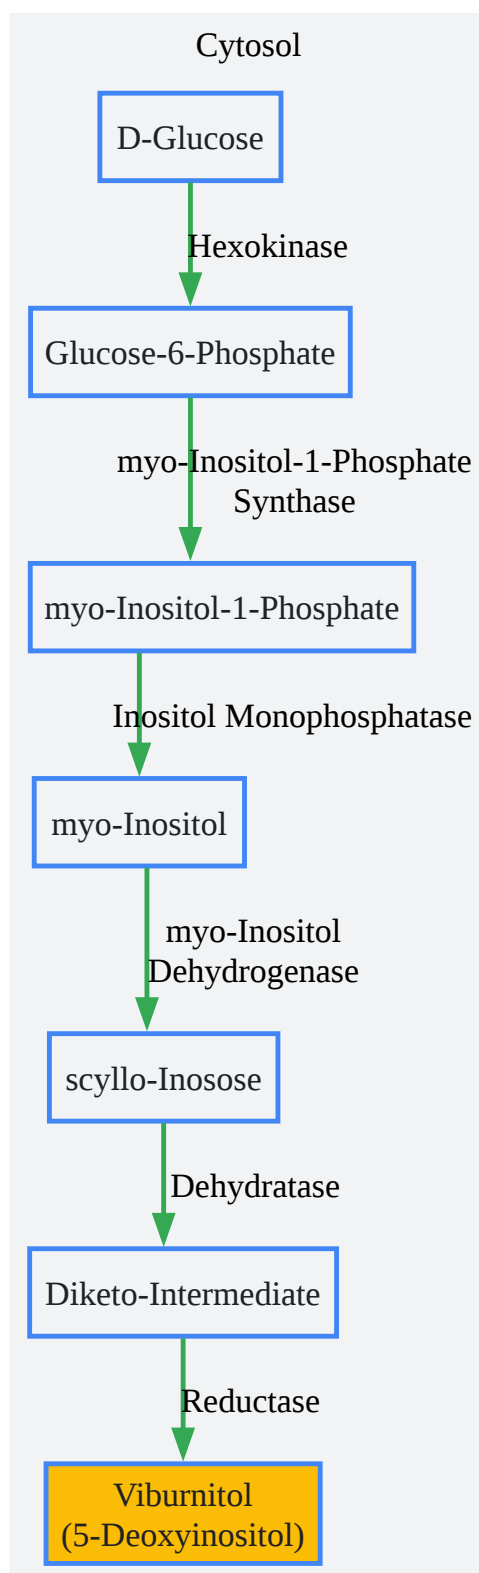 Cytosol
D-Glucose
Hexokinase
Glucose-6-Phosphate
myo-Inositol-1-Phosphate
Synthase
myo-Inositol-1-Phosphate
Inositol Monophosphatase
myo-Inositol
myo-Inositol
Dehydrogenase
scyllo-Inosose
Dehydratase
Diketo-Intermediate
Reductase
Viburnitol
(5-Deoxyinositol)